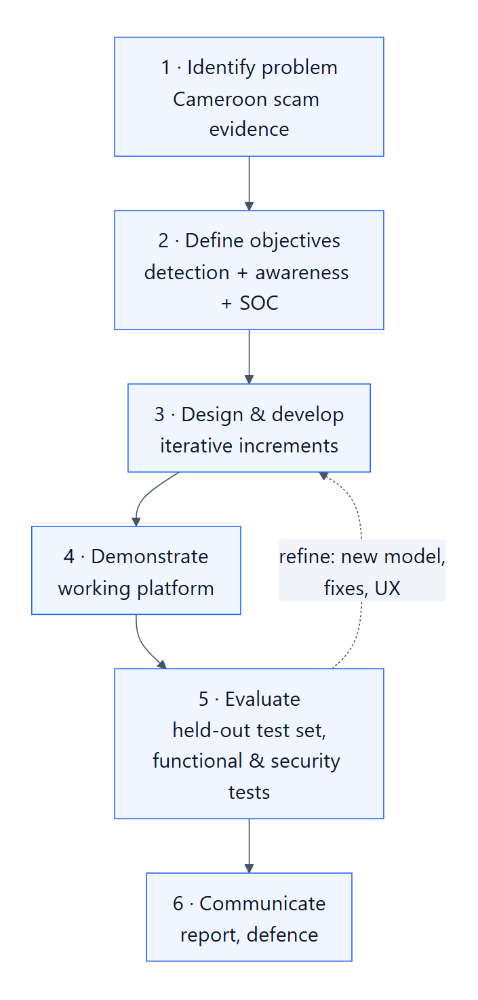 1 · Identify problem
Cameroon scam
evidence
2 · Define objectives
detection + awareness
+ SOC
3 · Design & develop
iterative increments
4 · Demonstrate
working platform
refine: new model,
fixes, UX
5 · Evaluate
held-out test set,
functional & security
tests
6 · Communicate
report, defence